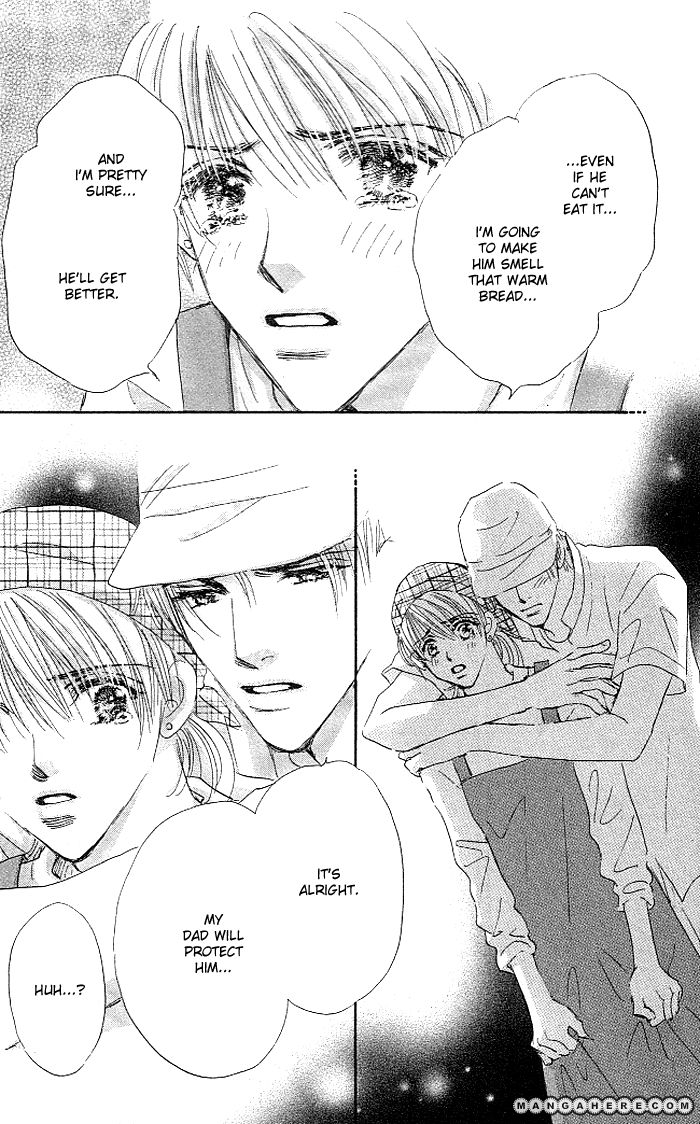 ...EVEN
IF HE
CAN'T
EAT IT...
I'M GOING
TO MAKE
HIM SMELL
THAT WARM
BREAD...
AND
I'M PRETTY
SURE...
HE'LL GET
BETTER.
IT'S
ALRIGHT.
MY
DAD WILL
PROTECT
HIM...
HUH...?
MANGAHERE.COM